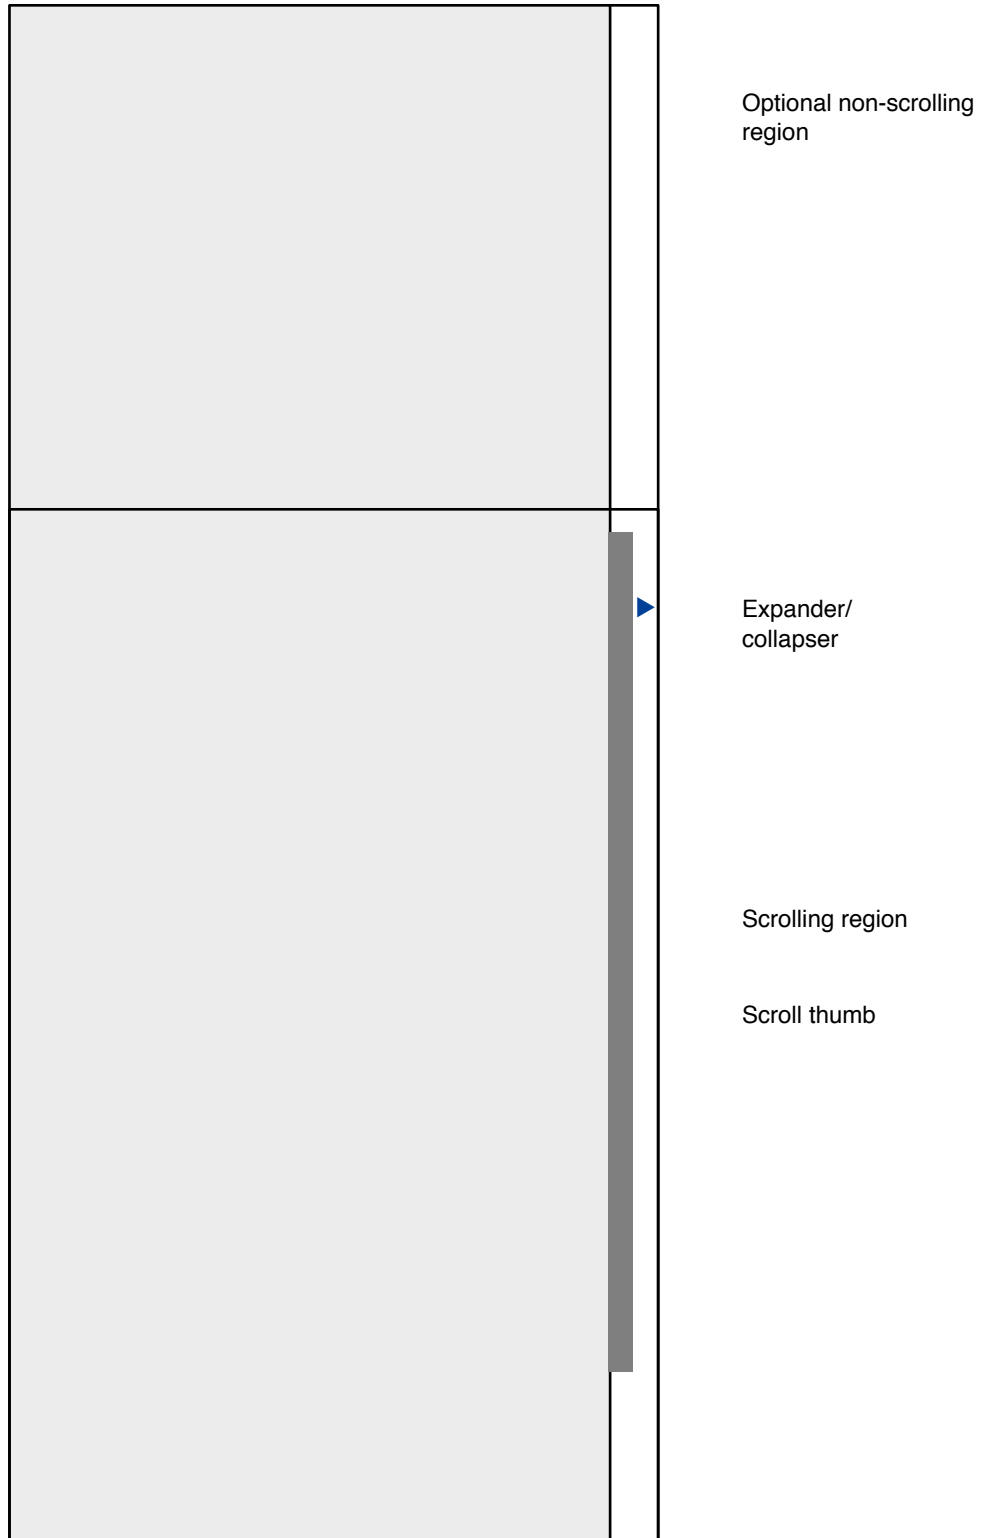 Optional non-scrolling
region
Expander/
collapser
Scrolling region
Scroll thumb